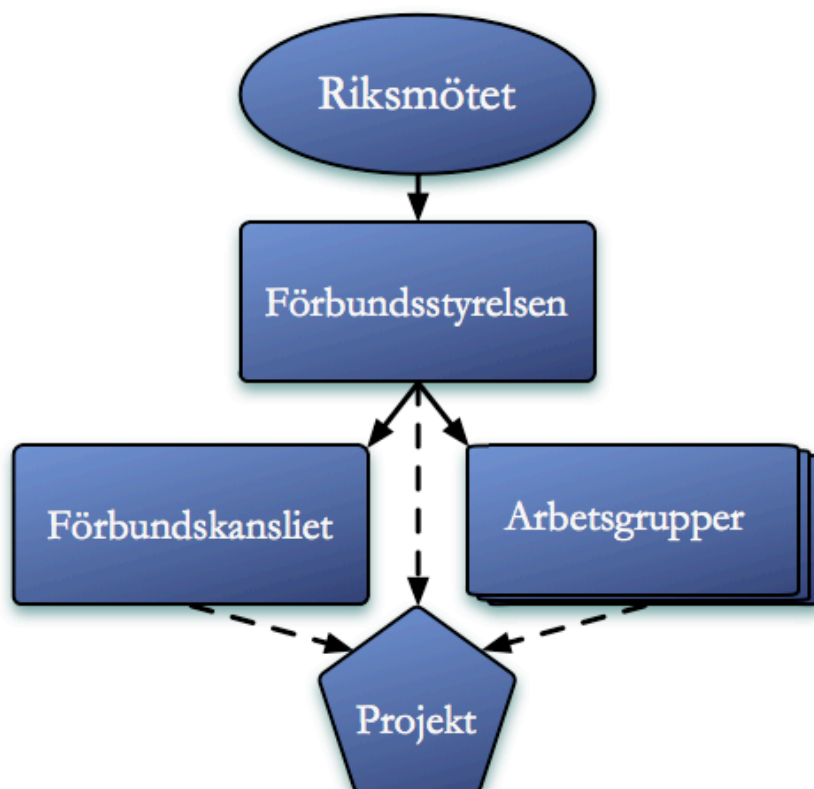 Riksmötet
Förbundsstyrelsen
Förbundskansliet
Arbetsgrupper
Projekt